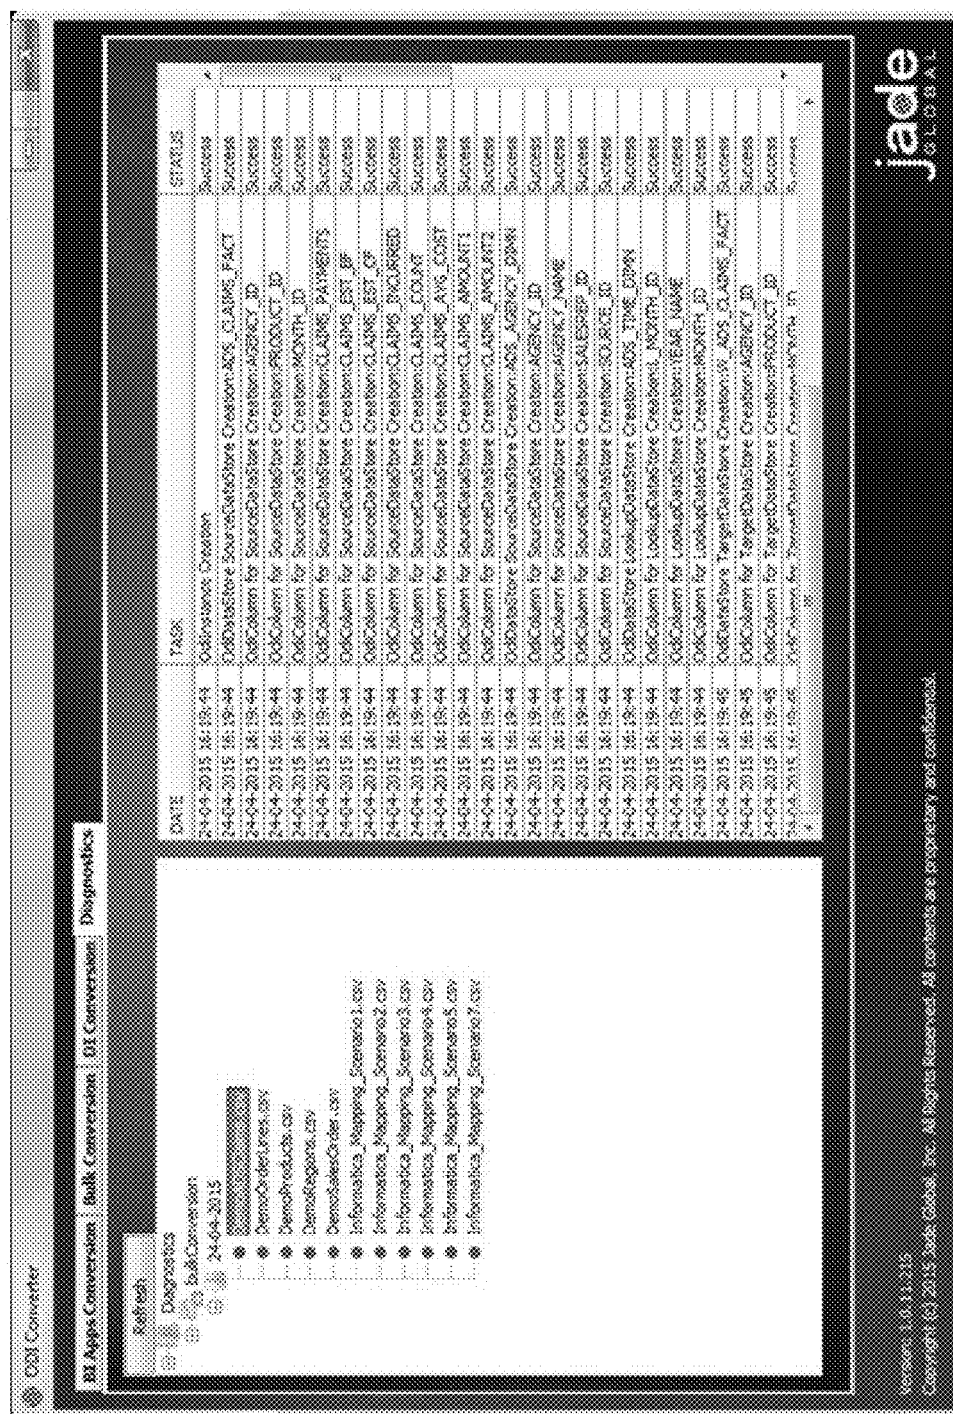 ODI Converter
BI Apps Conversion Bulk Conversion DI Conversion Diagnostics
Refresh
Diagnostics
bulkConversion
24-04-2015
DemoOrderLines.csv
DemoProducts.csv
DemoRegions.csv
DemoSalesOrder.csv
Informatica_Mapping_Scenario1.csv
Informatica_Mapping_Scenario2.csv
Informatica_Mapping_Scenario3.csv
Informatica_Mapping_Scenario4.csv
Informatica_Mapping_Scenario5.csv
Informatica_Mapping_Scenario7.csv
DATE TASK STATUS
24-04-2015 16:19:44 OdiInstance Creation Success
24-04-2015 16:19:44 OdiDataStore SourceDataStore Creation:ADS_CLAIMS_FACT Success
24-04-2015 16:19:44 OdiColumn for SourceDataStore Creation:AGENCY_ID Success
24-04-2015 16:19:44 OdiColumn for SourceDataStore Creation:PRODUCT_ID Success
24-04-2015 16:19:44 OdiColumn for SourceDataStore Creation:MONTH_ID Success
24-04-2015 16:19:44 OdiColumn for SourceDataStore Creation:CLAIMS_PAYMENTS Success
24-04-2015 16:19:44 OdiColumn for SourceDataStore Creation:CLAIMS_EST_BF Success
24-04-2015 16:19:44 OdiColumn for SourceDataStore Creation:CLAIMS_EST_CF Success
24-04-2015 16:19:44 OdiColumn for SourceDataStore Creation:CLAIMS_INCURRED Success
24-04-2015 16:19:44 OdiColumn for SourceDataStore Creation:CLAIMS_COUNT Success
24-04-2015 16:19:44 OdiColumn for SourceDataStore Creation:CLAIMS_AVG_COST Success
24-04-2015 16:19:44 OdiColumn for SourceDataStore Creation:CLAIMS_AMOUNT1 Success
24-04-2015 16:19:44 OdiColumn for SourceDataStore Creation:CLAIMS_AMOUNT2 Success
24-04-2015 16:19:44 OdiDataStore SourceDataStore Creation:ADS_AGENCY_DIMN Success
24-04-2015 16:19:44 OdiColumn for SourceDataStore Creation:AGENCY_ID Success
24-04-2015 16:19:44 OdiColumn for SourceDataStore Creation:AGENCY_NAME Success
24-04-2015 16:19:44 OdiColumn for SourceDataStore Creation:SALESREP_ID Success
24-04-2015 16:19:44 OdiColumn for SourceDataStore Creation:SOURCE_ID Success
24-04-2015 16:19:44 OdiDataStore LookupDataStore Creation:ADS_TIME_DIMN Success
24-04-2015 16:19:44 OdiColumn for LookupDataStore Creation:L_MONTH_ID Success
24-04-2015 16:19:44 OdiColumn for LookupDataStore Creation:YEAR_NAME Success
24-04-2015 16:19:44 OdiColumn for LookupDataStore Creation:MONTH_ID Success
24-04-2015 16:19:45 OdiDataStore TargetDataStore Creation:W_ADS_CLAIMS_FACT Success
24-04-2015 16:19:45 OdiColumn for TargetDataStore Creation:AGENCY_ID Success
24-04-2015 16:19:45 OdiColumn for TargetDataStore Creation:PRODUCT_ID Success
24-04-2015 16:19:45 OdiColumn for TargetDataStore Creation:MONTH_ID Success
Version: 1.0.11.215
Copyright (c) 2015 Jade Global, Inc. All Rights Reserved. All contents are proprietary and confidential.
jade
GLOBAL